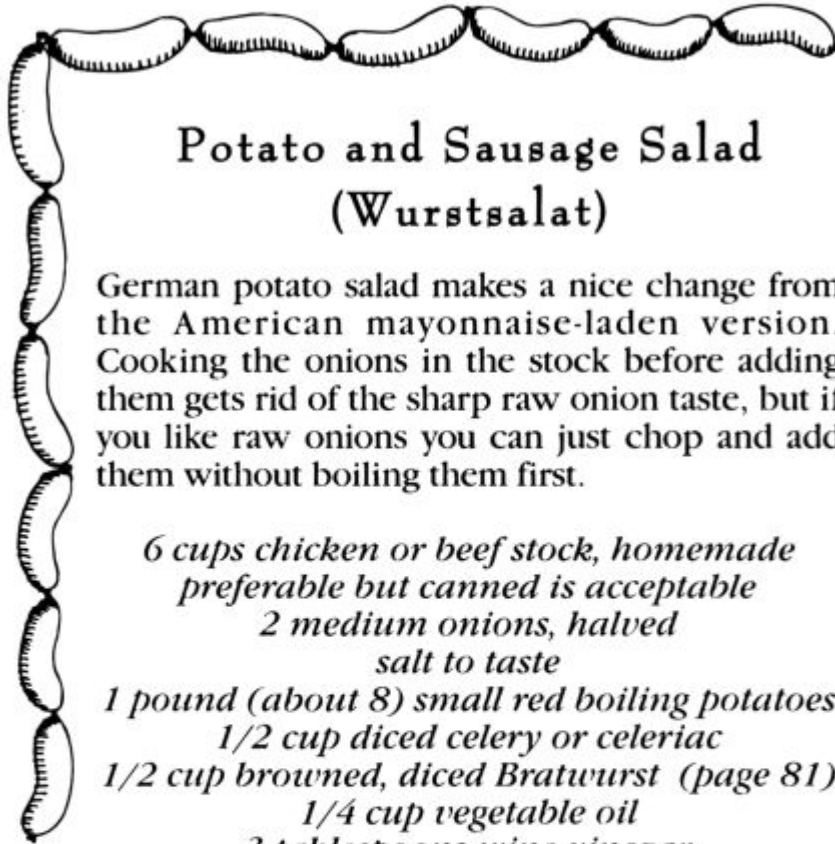 Potato and Sausage Salad
(Wurstsalat)
German potato salad makes a nice change from
the American mayonnaise-laden version.
Cooking the onions in the stock before adding
them gets rid of the sharp raw onion taste, but if
you like raw onions you can just chop and add
them without boiling them first.
6 cups chicken or beef stock, homemade
preferable but canned is acceptable
2 medium onions, halved
salt to taste
1 pound (about 8) small red boiling potatoes
1/2 cup diced celery or celeriac
1/2 cup browned, diced Bratwurst (page 81)
1/4 cup vegetable oil
3 tablespoons wine vinegar